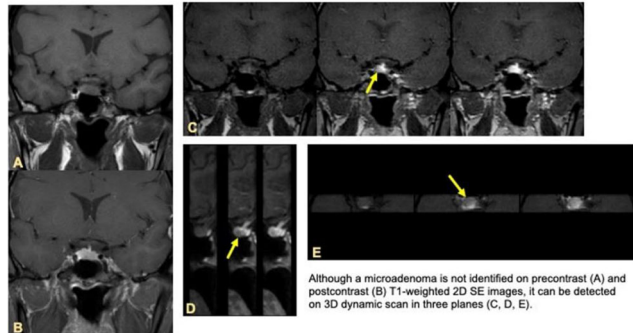 A
B
C
D
E
Although a microadenoma is not identified on precontrast (A) and
postcontrast (B) T1-weighted 2D SE images, it can be detected
on 3D dynamic scan in three planes (C, D, E).